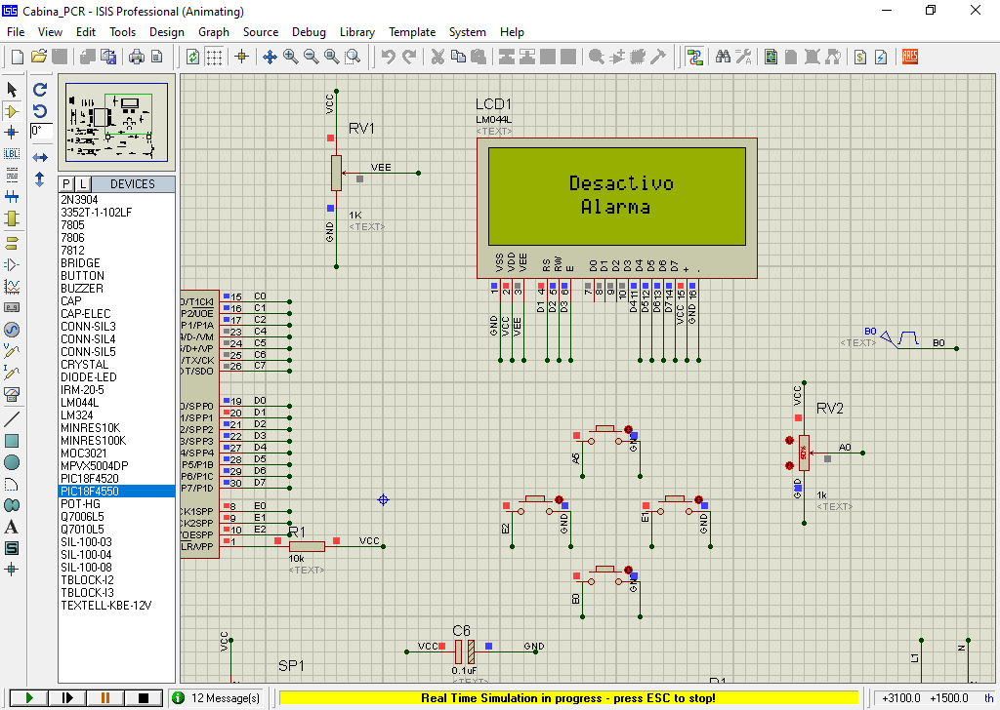 Cabina_PCR - ISIS Professional (Animating)
File View Edit Tools Design Graph Source Debug Library Template System Help
P L DEVICES
2N3904
3352T-1-102LF
7805
7806
7812
BRIDGE
BUTTON
BUZZER
CAP
CAP-ELEC
CONN-SIL3
CONN-SIL4
CONN-SIL5
CRYSTAL
DIODE-LED
IRM-20-5
LM044L
LM324
MINRES10K
MINRES100K
MOC3021
MPVX5004DP
PIC18F4520
PIC18F4550
POT-HG
Q7006L5
Q7010L5
SIL-100-03
SIL-100-04
SIL-100-08
TBLOCK-I2
TBLOCK-I3
TEXTELL-KBE-12V
0°
LBL
ARES
VCC
RV1
VEE
1K
<TEXT>
GND
LCD1
LM044L
<TEXT>
Desactivo
Alarma
VSS VDD VEE RS RW E D0 D1 D2 D3 D4 D5 D6 D7 + -
1 2 3 4 5 6 7 8 9 10 11 12 13 14 15 16
GND VCC VEE D1 D2 D3 D4 D5 D6 D7 VCC GND
0/T1CKI 15 C0
P2/UOE 16 C1
P1/P1A 17 C2
4/D-/VM 23 C4
5/D+/VP 24 C5
/TX/CK 25 C6
DT/SDO 26 C7
0/SPP0 19 D0
1/SPP1 20 D1
2/SPP2 21 D2
3/SPP3 22 D3
4/SPP4 27 D4
P5/P1B 28 D5
P6/P1C 29 D6
P7/P1D 30 D7
CK1SPP 8 E0
CK2SPP 9 E1
/OESPP 10 E2
LR/VPP 1
R1
VCC
10k
<TEXT>
B0
<TEXT>
B0
VCC
RV2
50%
A0
GND
1k
<TEXT>
A5 GND
E2 GND
E1 GND
E0 GND
C6
VCC GND
0.1uF
<TEXT>
VCC
SP1
L1
N
12 Message(s)
Real Time Simulation in progress - press ESC to stop!
+3100.0 +1500.0 th